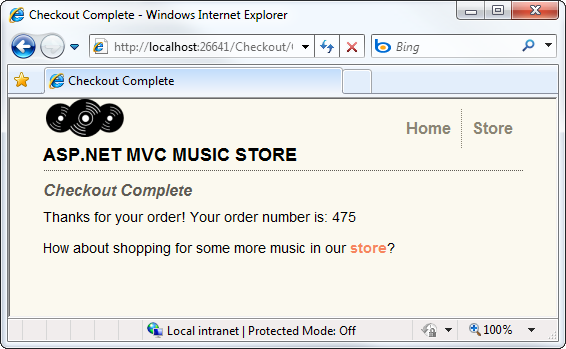 Checkout Complete - Windows Internet Explorer
http://localhost:26641/Checkout/
Bing
Checkout Complete
Home
Store
ASP.NET MVC MUSIC STORE
Checkout Complete
Thanks for your order! Your order number is: 475
How about shopping for some more music in our store?
Local intranet | Protected Mode: Off
100%